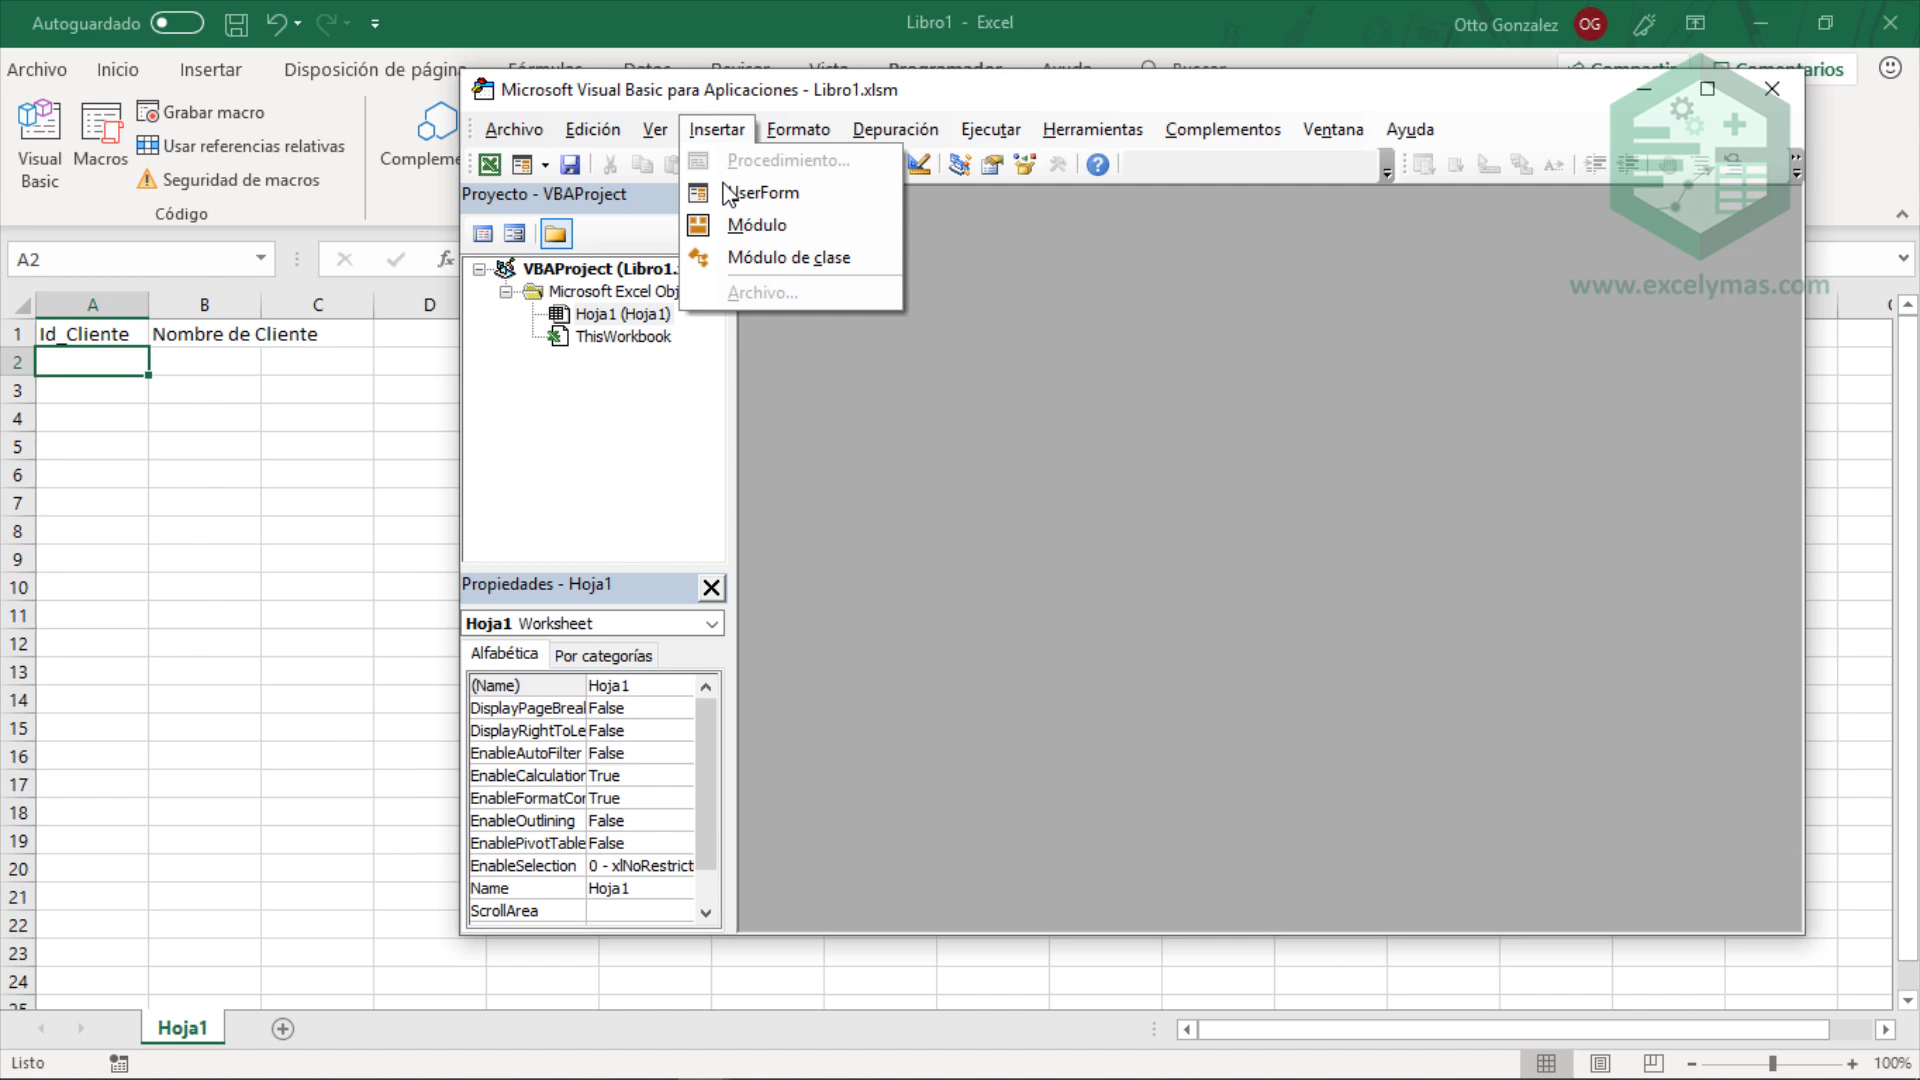 Autoguardado
Libro1 - Excel
Otto Gonzalez
OG
Archivo
Inicio
Insertar
Disposición de página
Visual Basic
Macros
Grabar macro
Usar referencias relativas
Seguridad de macros
Código
Compleme
Comentarios
Microsoft Visual Basic para Aplicaciones - Libro1.xlsm
Archivo
Edición
Ver
Insertar
Formato
Depuración
Ejecutar
Herramientas
Complementos
Ventana
Ayuda
Procedimiento...
UserForm
Módulo
Módulo de clase
Archivo...
Proyecto - VBAProject
VBAProject (Libro1.
Microsoft Excel Obj
Hoja1 (Hoja1)
ThisWorkbook
www.excelymas.com
A2
fx
A B C D
1 Id_Cliente Nombre de Cliente
2
3
4
5
6
7
8
9
10
11
12
13
14
15
16
17
18
19
20
21
22
23
24
Propiedades - Hoja1
Hoja1 Worksheet
Alfabética
Por categorías
(Name) Hoja1
DisplayPageBreal False
DisplayRightToLe False
EnableAutoFilter False
EnableCalculation True
EnableFormatCor True
EnableOutlining False
EnablePivotTable False
EnableSelection 0 - xlNoRestrict
Name Hoja1
ScrollArea
Hoja1
Listo
100%